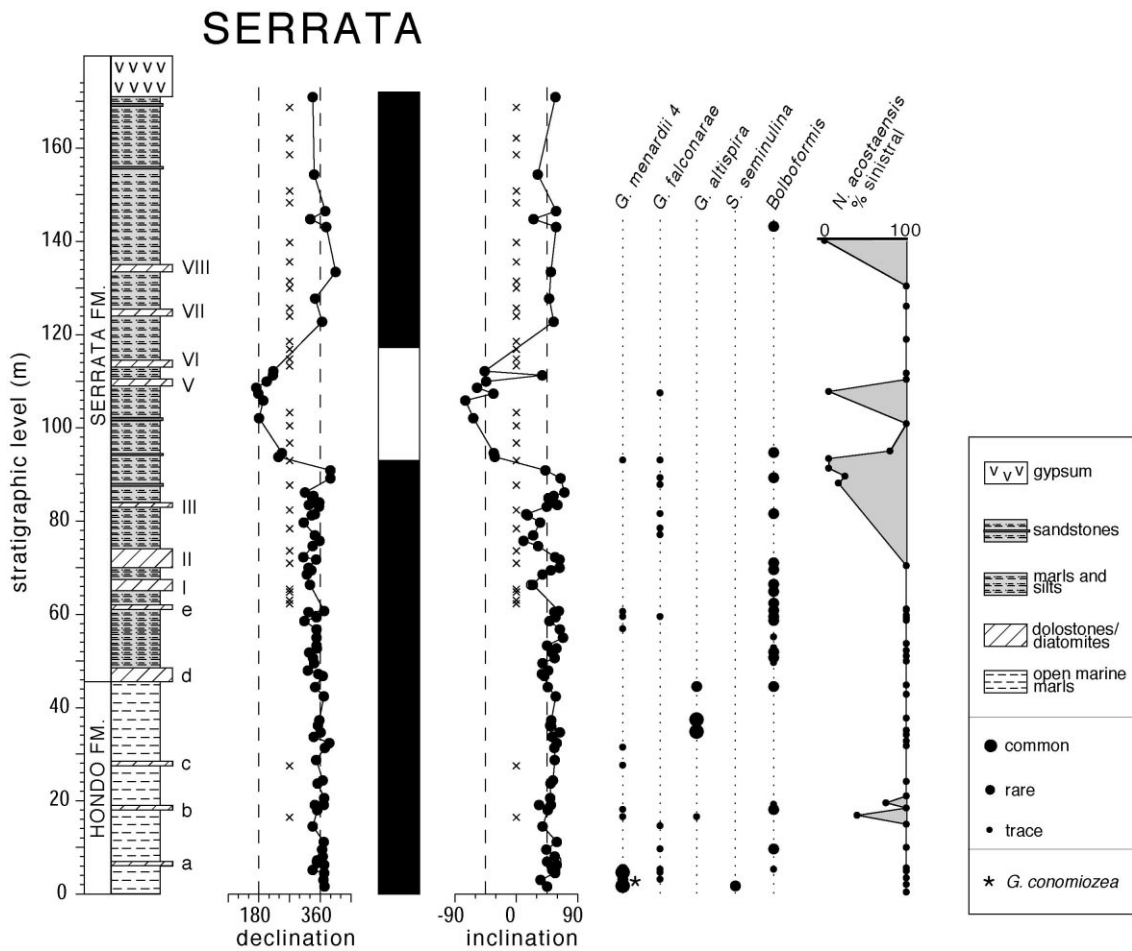 SERRATA
stratigraphic level (m)
0
20
40
60
80
100
120
140
160
HONDO FM.
SERRATA FM.
V V V V
V V V V
VIII
VII
VI
V
III
II
I
e
d
c
b
a
180 360
declination
-90 0 90
inclination
G. menardii 4
G. falconarae
G. altispira
S. seminulina
Bolboformis
N. acostaensis
% sinistral
0 100
*
V V V gypsum
sandstones
marls and
silts
dolostones/
diatomites
open marine
marls
common
rare
trace
* G. conomiozea